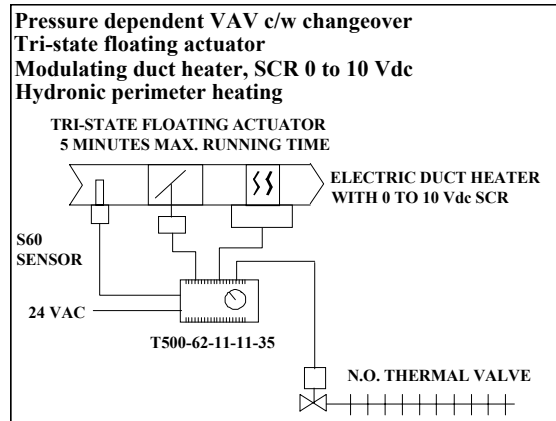 Pressure dependent VAV c/w changeover
Tri-state floating actuator
Modulating duct heater, SCR 0 to 10 Vdc
Hydronic perimeter heating
TRI-STATE FLOATING ACTUATOR
5 MINUTES MAX. RUNNING TIME
ELECTRIC DUCT HEATER
WITH 0 TO 10 Vdc SCR
S60
SENSOR
24 VAC
T500-62-11-11-35
N.O. THERMAL VALVE